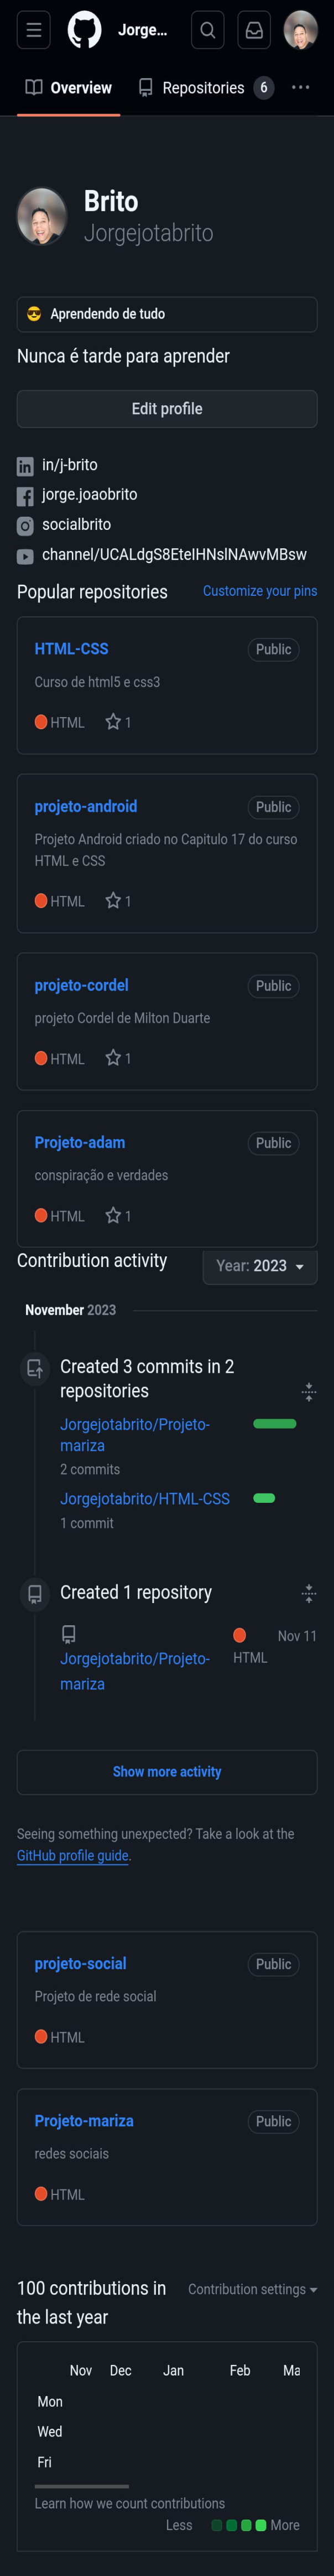 Jorge...
Overview
Repositories 6
Brito
Jorgejotabrito
😎 Aprendendo de tudo
Nunca é tarde para aprender
Edit profile
in/j-brito
jorge.joaobrito
socialbrito
channel/UCALdgS8EteIHNslNAwvMBsw
Popular repositories
Customize your pins
HTML-CSS
Public
Curso de html5 e css3
HTML 1
projeto-android
Public
Projeto Android criado no Capitulo 17 do curso
HTML e CSS
HTML 1
projeto-cordel
Public
projeto Cordel de Milton Duarte
HTML 1
Projeto-adam
Public
conspiração e verdades
HTML 1
Contribution activity
Year: 2023
November 2023
Created 3 commits in 2
repositories
Jorgejotabrito/Projeto-
mariza
2 commits
Jorgejotabrito/HTML-CSS
1 commit
Created 1 repository
Jorgejotabrito/Projeto-
mariza
HTML
Nov 11
Show more activity
Seeing something unexpected? Take a look at the
GitHub profile guide.
projeto-social
Public
Projeto de rede social
HTML
Projeto-mariza
Public
redes sociais
HTML
100 contributions in
the last year
Contribution settings
Nov Dec Jan Feb Ma
Mon
Wed
Fri
Learn how we count contributions
Less More